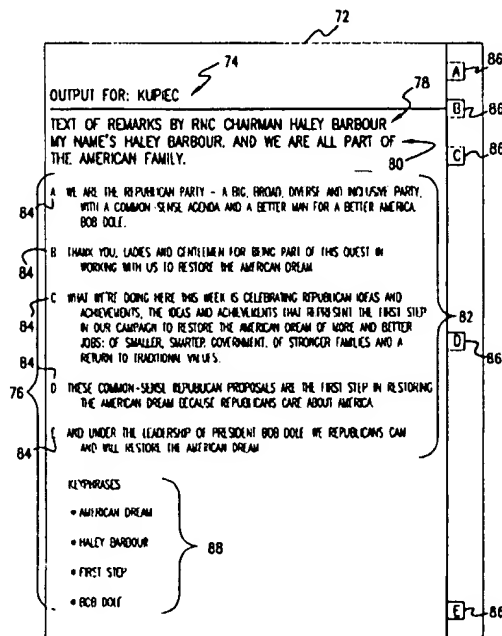 72
86
A
74
OUTPUT FOR: KUPIEC
78
B
86
TEXT OF REMARKS BY RNC CHAIRMAN HALEY BARBOUR
MY NAME'S HALEY BARBOUR, AND WE ARE ALL PART OF
THE AMERICAN FAMILY.
80
C
86
A WE ARE THE REPUBLICAN PARTY - A BIG, BROAD, DIVERSE AND INCLUSIVE PARTY,
84
WITH A COMMON-SENSE AGENDA AND A BETTER MAN FOR A BETTER AMERICA,
BOB DOLE.
B THANK YOU, LADIES AND GENTLEMEN FOR BEING PART OF THIS QUEST IN
84
WORKING WITH US TO RESTORE THE AMERICAN DREAM
C WHAT WE'RE DOING HERE THIS WEEK IS CELEBRATING REPUBLICAN IDEAS AND
84
ACHIEVEMENTS, THE IDEAS AND ACHIEVEMENTS THAT REPRESENT THE FIRST STEP
82
IN OUR CAMPAIGN TO RESTORE THE AMERICAN DREAM OF MORE AND BETTER
JOBS; OF SMALLER, SMARTER, GOVERNMENT, OF STRONGER FAMILIES AND A
D
86
84
RETURN TO TRADITIONAL VALUES.
76
D THESE COMMON-SENSE REPUBLICAN PROPOSALS ARE THE FIRST STEP IN RESTORING
THE AMERICAN DREAM BECAUSE REPUBLICANS CARE ABOUT AMERICA
E AND UNDER THE LEADERSHIP OF PRESIDENT BOB DOLE WE REPUBLICANS CAN
84
AND WILL RESTORE THE AMERICAN DREAM
KEYPHRASES
• AMERICAN DREAM
• HALEY BARBOUR
88
• FIRST STEP
• BOB DOLE
E
86